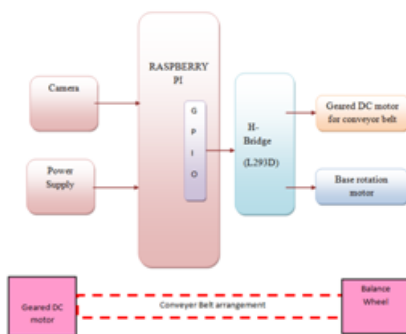 RASPBERRY
PI
Camera
Power
Supply
G
P
I
O
H-
Bridge
(L293D)
Geared DC motor
for conveyor belt
Base rotation
motor
Geared DC
motor
Conveyer Belt arrangement
Balance
Wheel